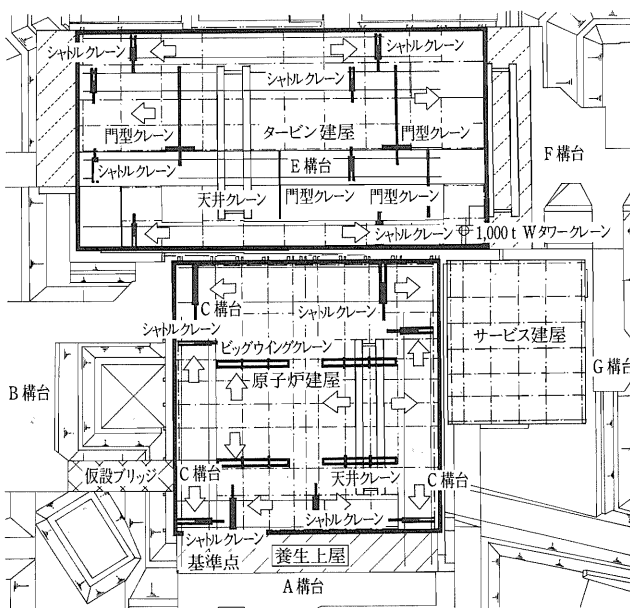 シャトルクレーン
シャトルクレーン
シャトルクレーン
門型クレーン
タービン建屋
門型クレーン
F構台
シャトルクレーン
E構台
天井クレーン
門型クレーン
門型クレーン
シャトルクレーン
1,000t Wタワークレーン
C構台
シャトルクレーン
シャトルクレーン
ビッグウイングクレーン
サービス建屋
原子炉建屋
B構台
G構台
仮設ブリッジ
C構台
天井クレーン
C構台
シャトルクレーン
シャトルクレーン
基準点
養生上屋
A構台